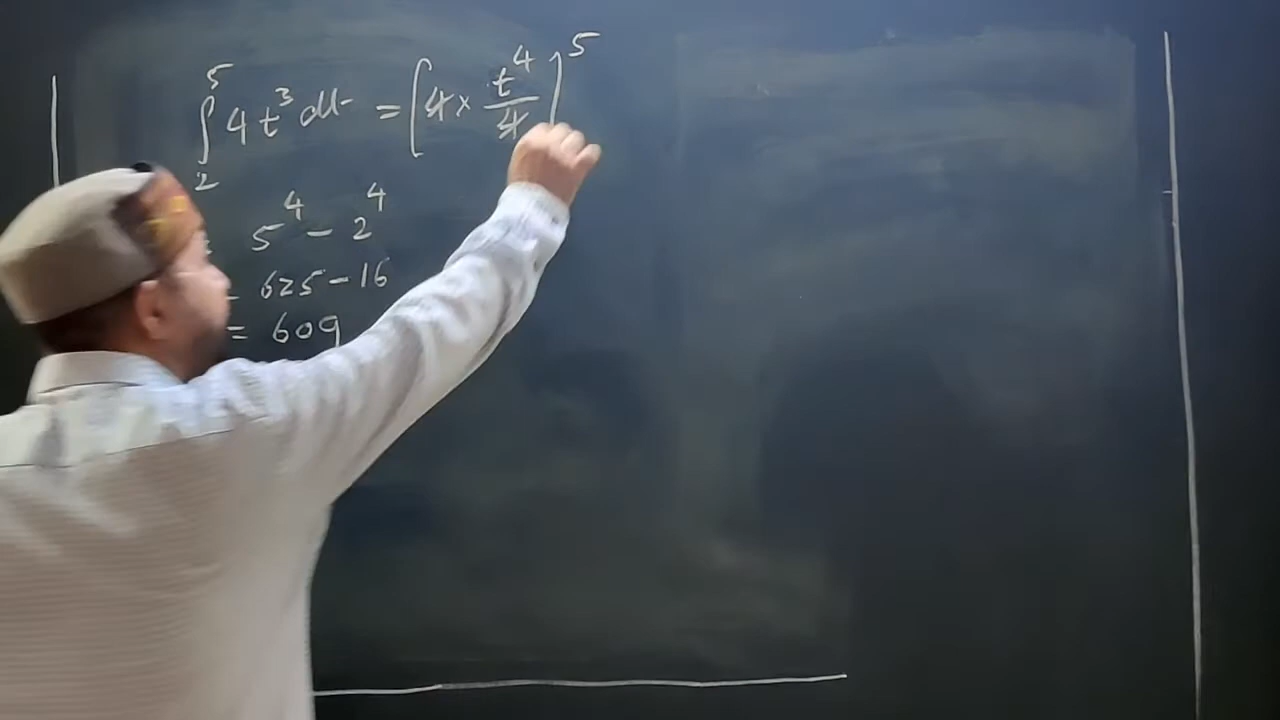 ∫₂⁵ 4t³ dt = [4 × t⁴/4]⁵
5⁴ − 2⁴
= 625 − 16
= 609